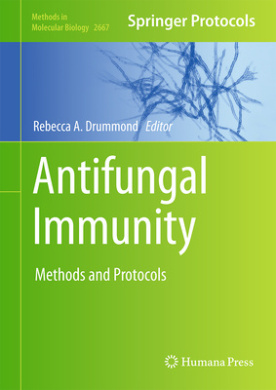 Methods in
Molecular Biology 2667
Springer Protocols
Rebecca A. Drummond Editor
Antifungal
Immunity
Methods and Protocols
Humana Press